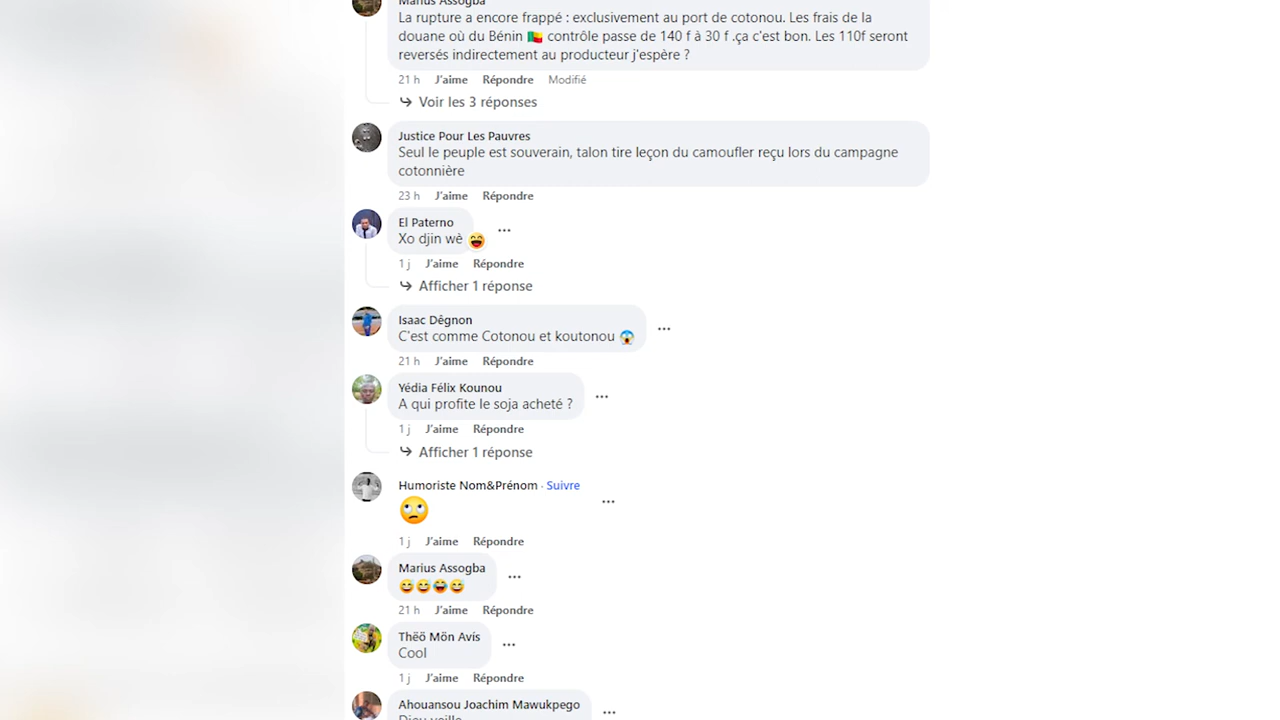 Marius Assogba
La rupture a encore frappé : exclusivement au port de cotonou. Les frais de la
douane où du Bénin 🇧🇯 contrôle passe de 140 f à 30 f .ça c'est bon. Les 110f seront
reversés indirectement au producteur j'espère ?
21 h J'aime Répondre Modifié
Voir les 3 réponses
Justice Pour Les Pauvres
Seul le peuple est souverain, talon tire leçon du camoufler reçu lors du campagne
cotonnière
23 h J'aime Répondre
El Paterno
Xo djin wè 😄
1 j J'aime Répondre
Afficher 1 réponse
Isaac Dêgnon
C'est comme Cotonou et koutonou 😱
21 h J'aime Répondre
Yédia Félix Kounou
A qui profite le soja acheté ?
1 j J'aime Répondre
Afficher 1 réponse
Humoriste Nom&Prénom · Suivre
🙄
1 j J'aime Répondre
Marius Assogba
😅😅😂😅
21 h J'aime Répondre
Thëö Mön Avís
Cool
1 j J'aime Répondre
Ahouansou Joachim Mawukpego
Dieu veille